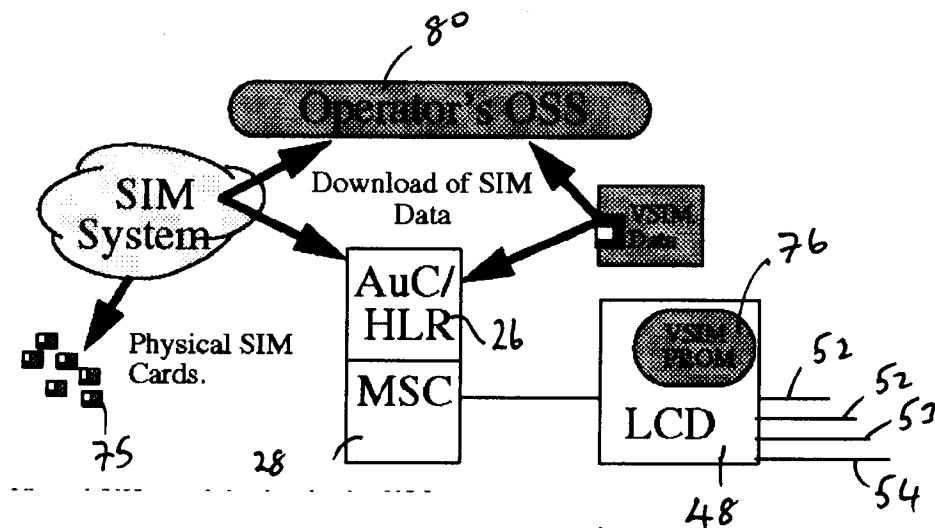 80
Operator's OSS
SIM
System
Download of SIM
Data
VSIM
Data
76
AuC/
HLR
26
VSIM
PROM
Physical SIM
Cards.
MSC
LCD
52
52
53
54
75
28
48